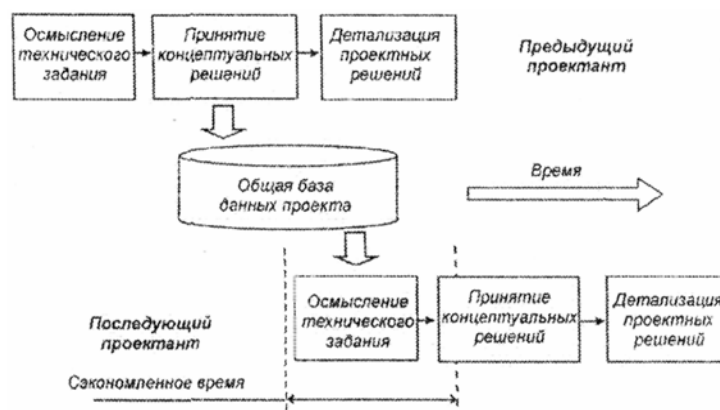 Осмысление
технического
задания
Принятие
концептуальных
решений
Детализация
проектных
решений
Предыдущий
проектант
Общая база
данных проекта
Время
Осмысление
технического
задания
Принятие
концептуальных
решений
Детализация
проектных
решений
Последующий
проектант
Сэкономленное время